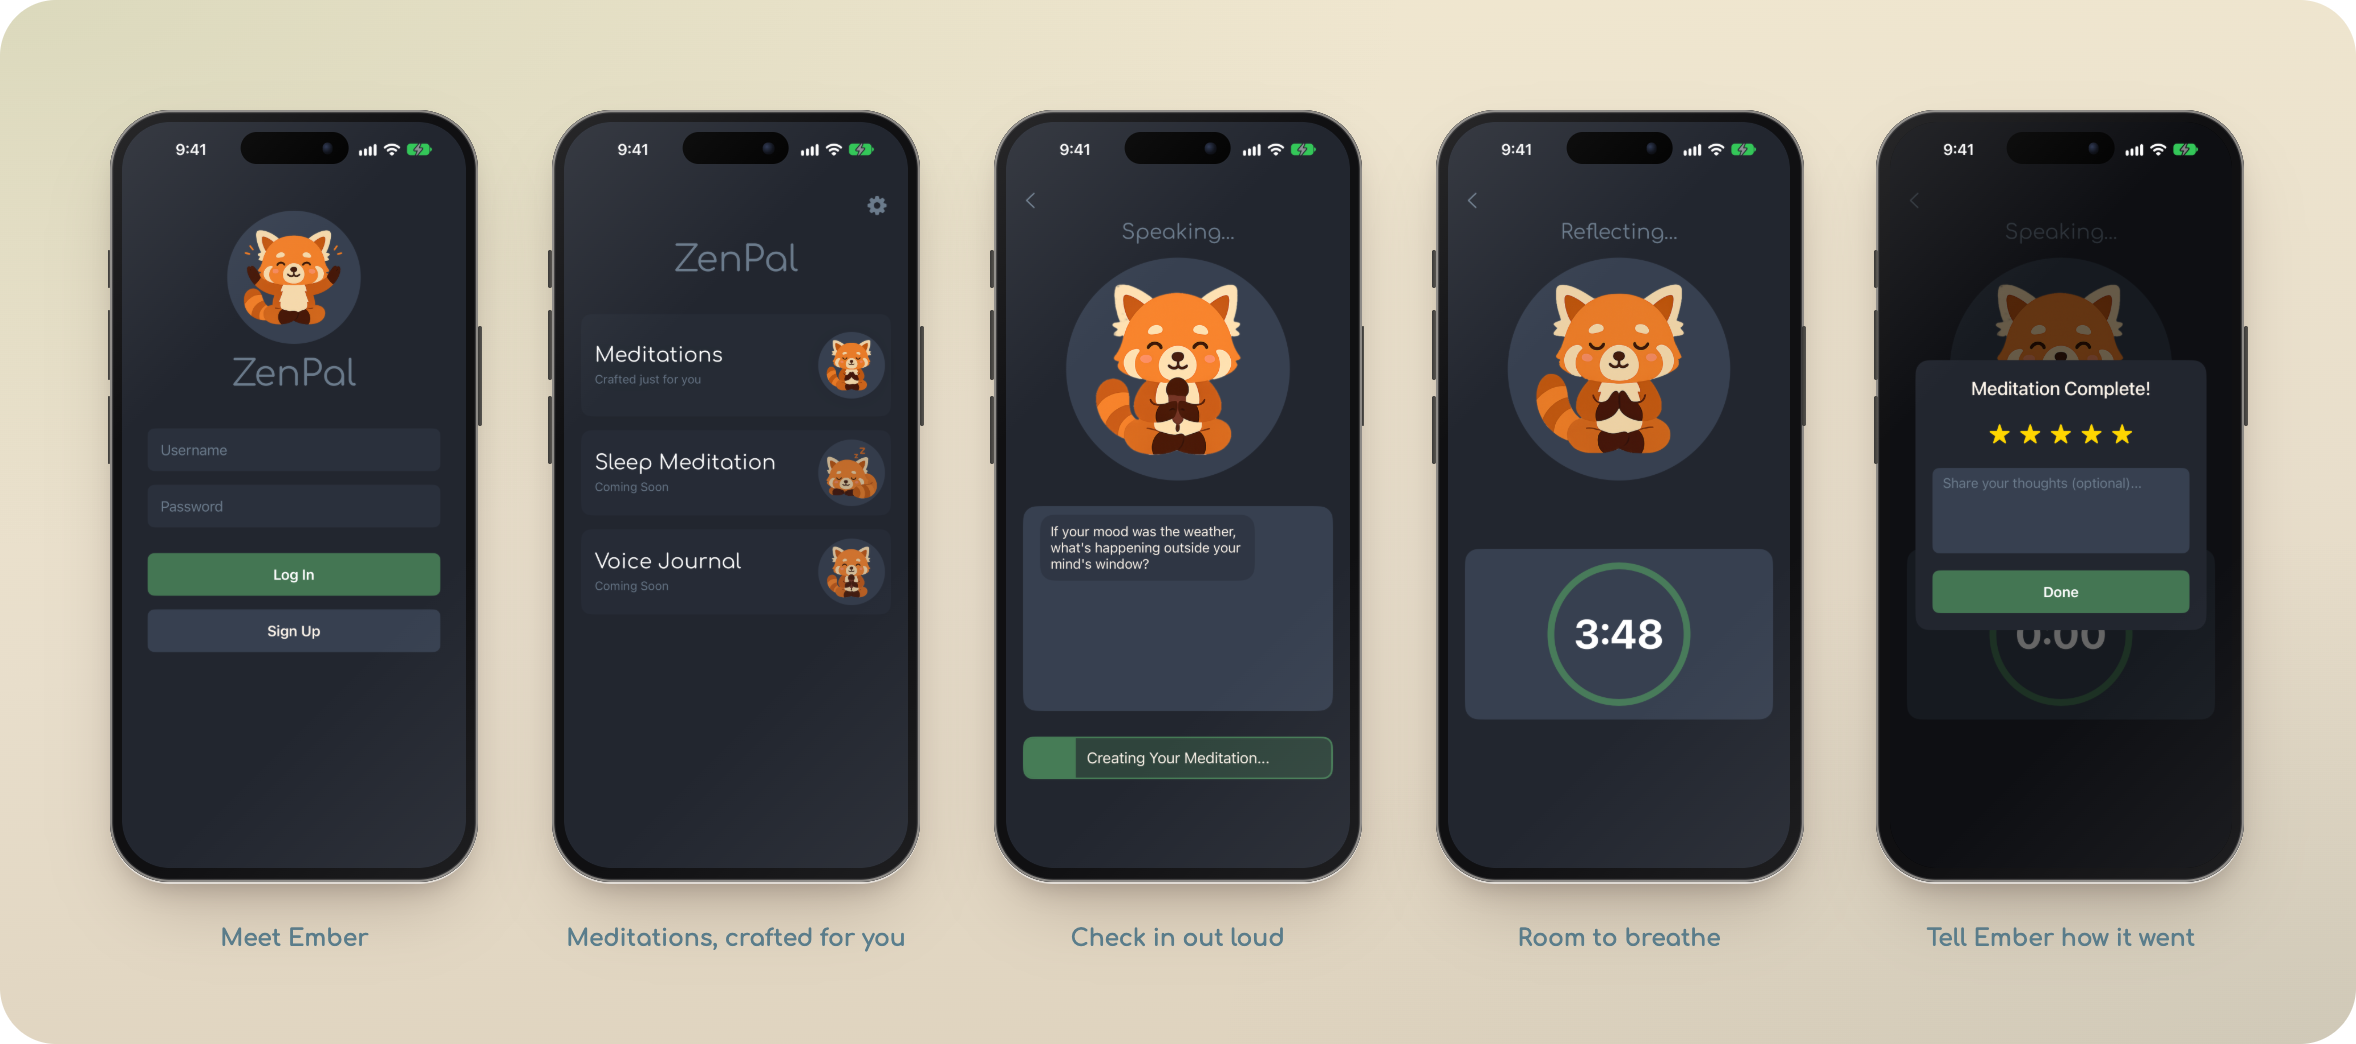 9:41
ZenPal
Username
Password
Log In
Sign Up
Meet Ember
9:41
ZenPal
Meditations
Crafted just for you
Sleep Meditation
Coming Soon
z z
Voice Journal
Coming Soon
Meditations, crafted for you
9:41
Speaking...
If your mood was the weather,
what's happening outside your
mind's window?
Creating Your Meditation...
Check in out loud
9:41
Reflecting...
3:48
Room to breathe
9:41
Speaking...
Meditation Complete!
Share your thoughts (optional)...
Done
0:00
Tell Ember how it went